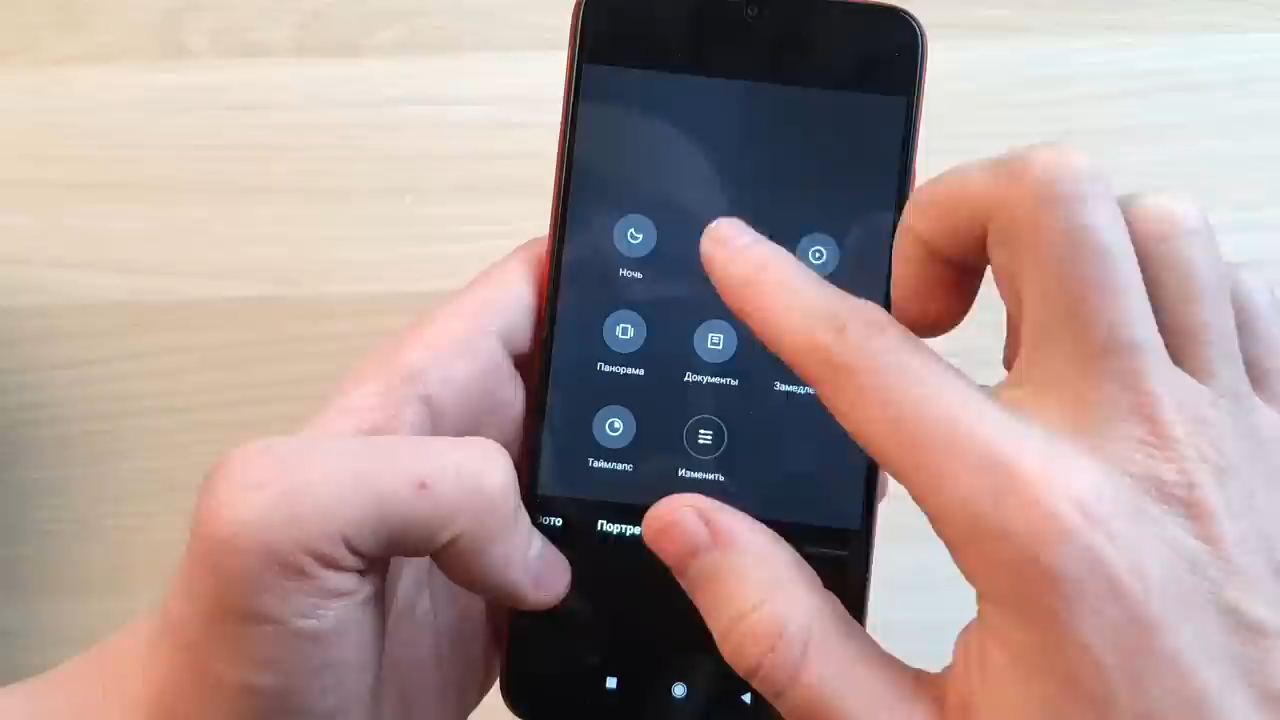 Ночь
Панорама
Документы
Таймлапс
Изменить